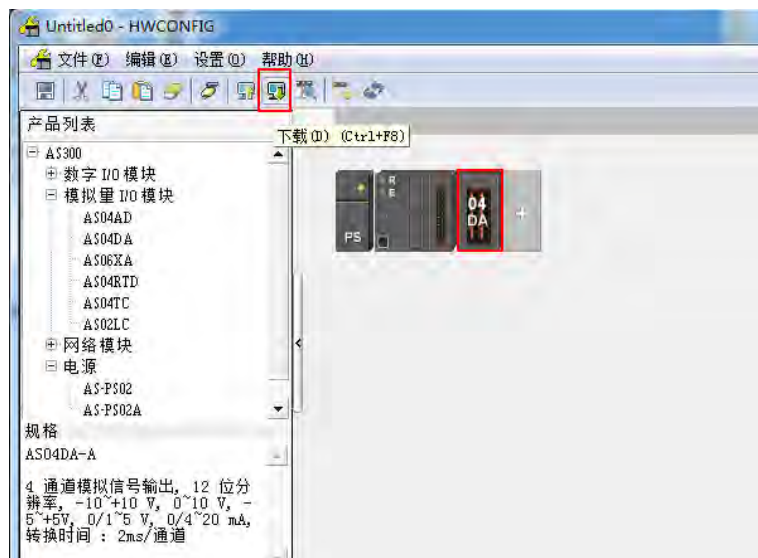 Untitled0 - HWCONFIG
文件(F) 编辑(E) 设置(O) 帮助(H)
产品列表
下载(D) (Ctrl+F8)
AS300
数字 I/O 模块
模拟量 I/O 模块
AS04AD
AS04DA
AS06XA
AS04RTD
AS04TC
AS02LC
网络模块
电源
AS-PS02
AS-PS02A
R
E
PS
04
DA
+
规格
AS04DA-A
4 通道模拟信号输出, 12 位分
辨率, -10~+10 V, 0~10 V, -
5~+5V, 0/1~5 V, 0/4~20 mA,
转换时间 : 2ms/通道